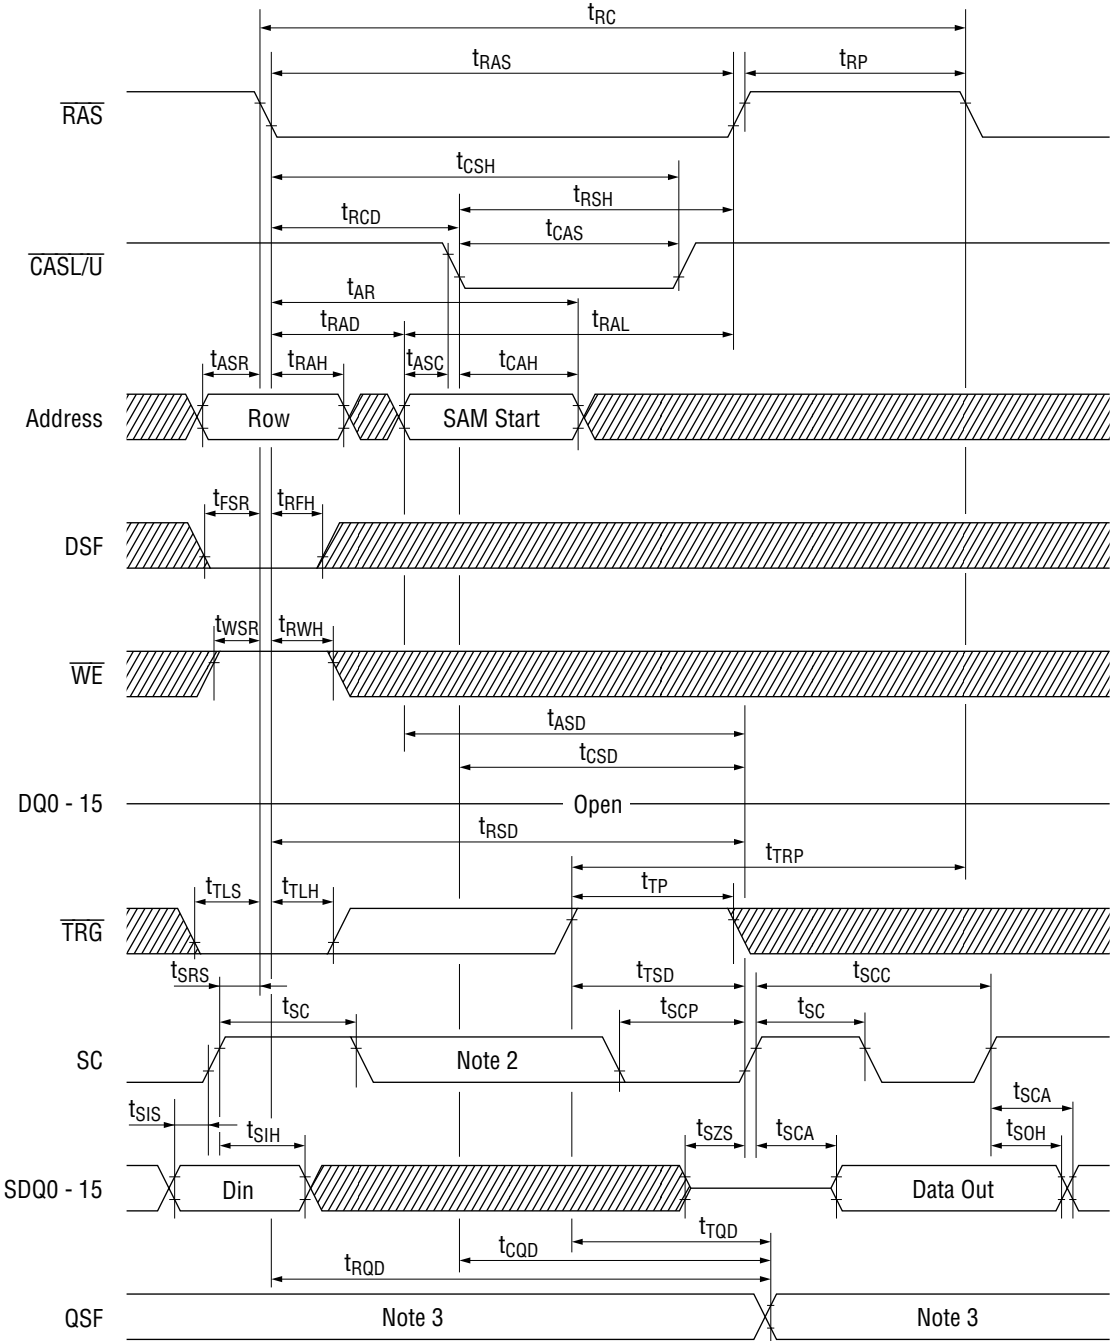 tRC
tRAS tRP
RAS
tCSH
tRSH
tRCD
tCAS
CASL/U
tAR
tRAD tRAL
tASR tRAH tASC tCAH
Address Row SAM Start
tFSR tRFH
DSF
tWSR tRWH
WE
tASD
tCSD
DQ0 - 15 Open
tRSD
tTRP
tTLS tTLH tTP
TRG
tSRS tTSD tSCC
tSC tSCP tSC
SC Note 2
tSCA
tSIS tSIH tSZS tSCA tSOH
SDQ0 - 15 Din Data Out
tTQD
tCQD
tRQD
QSF Note 3 Note 3